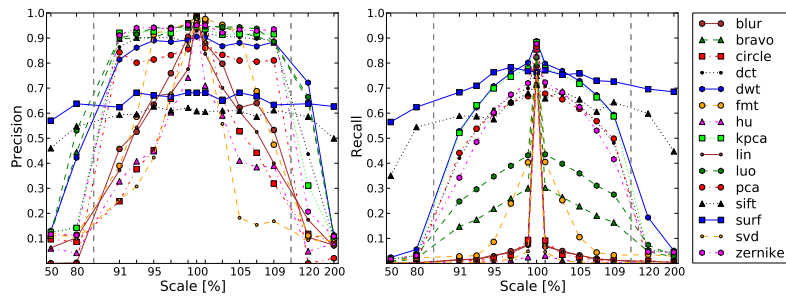 1.0
0.9
0.8
0.7
0.6
0.5
0.4
0.3
0.2
0.1
Precision
50 80 91 95 100 105 109 120 200
Scale [%]
1.0
0.9
0.8
0.7
0.6
0.5
0.4
0.3
0.2
0.1
Recall
50 80 91 95 100 105 109 120 200
Scale [%]
blur
bravo
circle
dct
dwt
fmt
hu
kpca
lin
luo
pca
sift
surf
svd
zernike